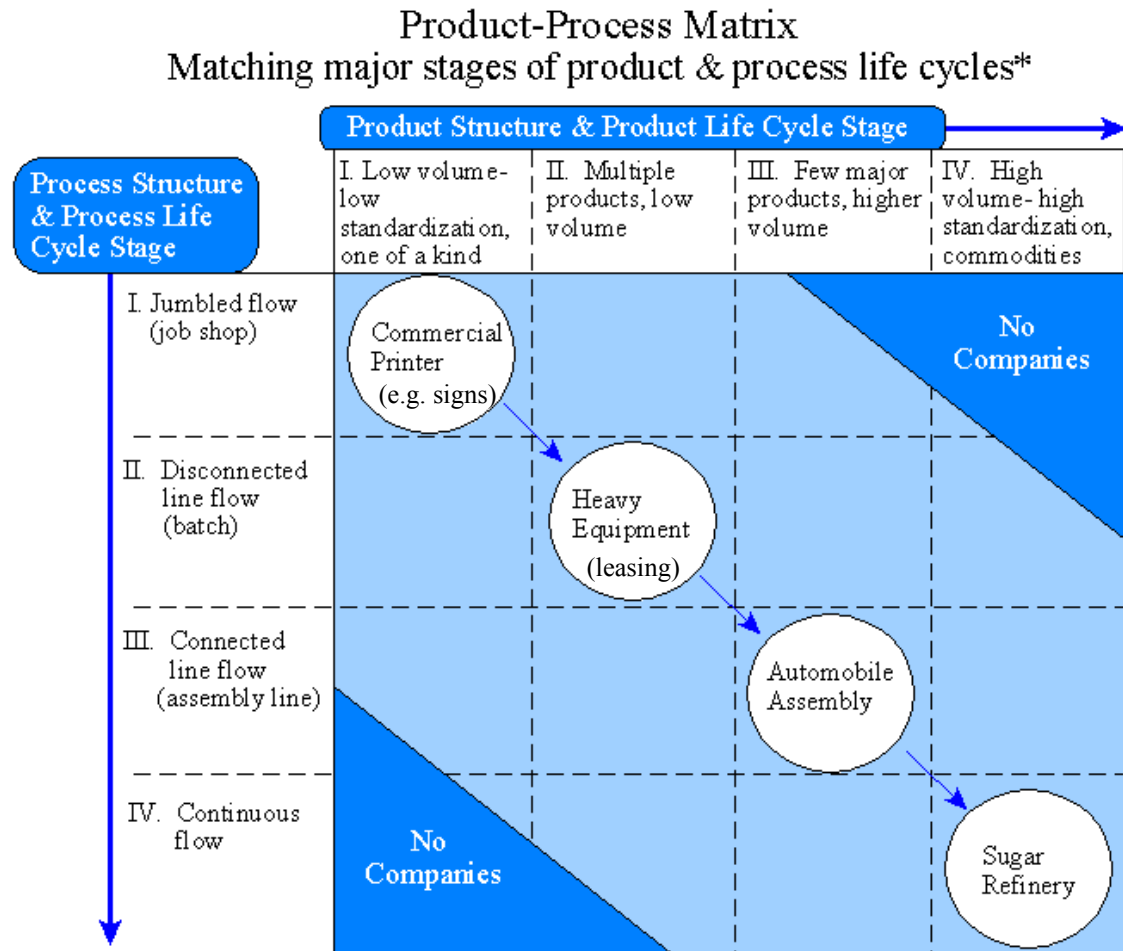 Product-Process Matrix
Matching major stages of product & process life cycles*
Product Structure & Product Life Cycle Stage
Process Structure
& Process Life
Cycle Stage
I. Low volume-
low
standardization,
one of a kind
II. Multiple
products, low
volume
III. Few major
products, higher
volume
IV. High
volume- high
standardization,
commodities
I. Jumbled flow
(job shop)
Commercial
Printer
(e.g. signs)
No
Companies
II. Disconnected
line flow
(batch)
Heavy
Equipment
(leasing)
III. Connected
line flow
(assembly line)
Automobile
Assembly
IV. Continuous
flow
No
Companies
Sugar
Refinery